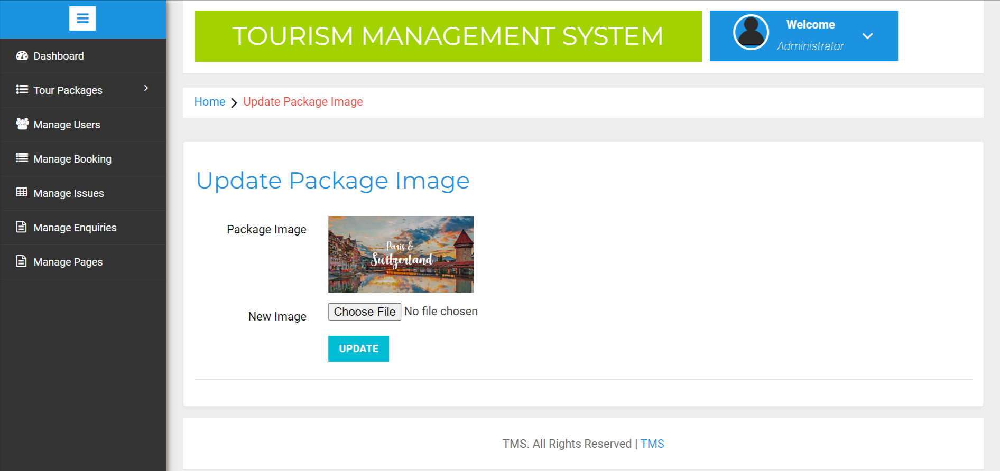 TOURISM MANAGEMENT SYSTEM
Welcome
Administrator
Dashboard
Tour Packages
Manage Users
Manage Booking
Manage Issues
Manage Enquiries
Manage Pages
Home
Update Package Image
Update Package Image
Package Image
Paris &
Switzerland
New Image
Choose File No file chosen
UPDATE
TMS. All Rights Reserved | TMS